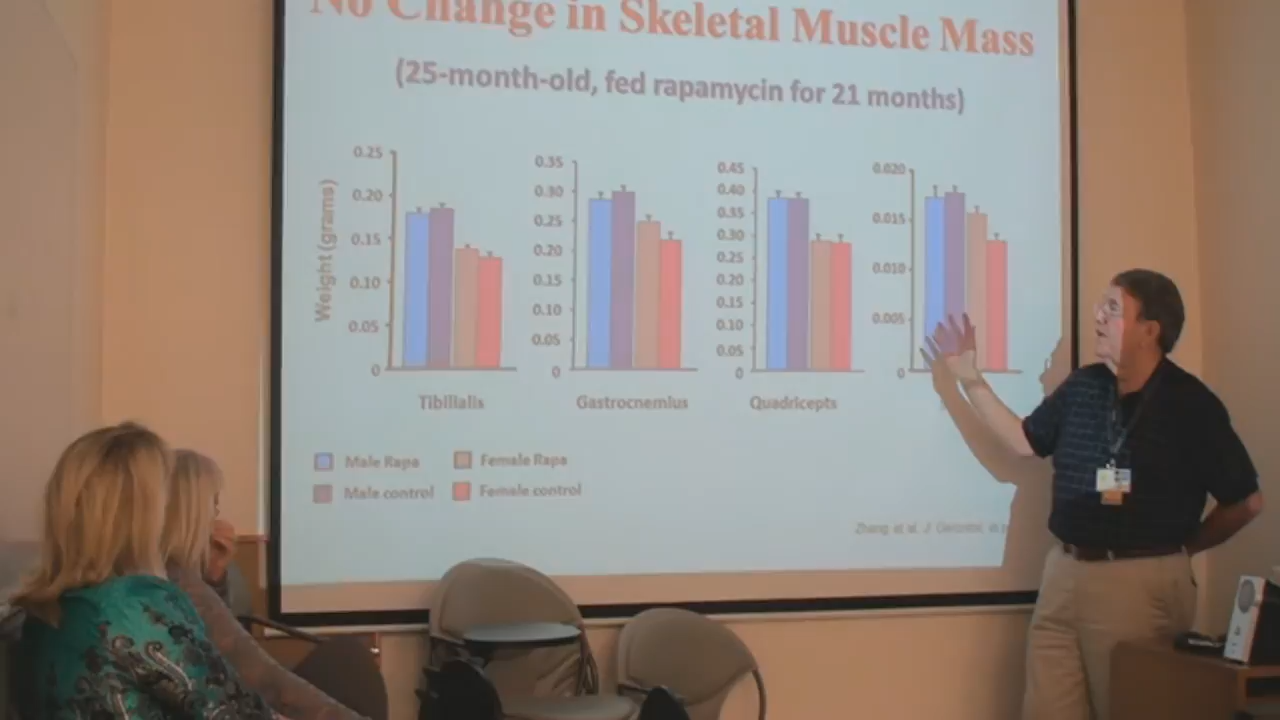 No Change in Skeletal Muscle Mass
(25-month-old, fed rapamycin for 21 months)
Weight (grams)
0.25
0.20
0.15
0.10
0.05
0
Tibilialis
0.35
0.30
0.25
0.20
0.15
0.10
0.05
0
Gastrocnemius
0.45
0.40
0.35
0.30
0.25
0.20
0.15
0.10
0.05
0
Quadricepts
0.020
0.015
0.010
0.005
0
Male Rapa
Female Rapa
Male control
Female control
Zhang et al. J. Gerontol.